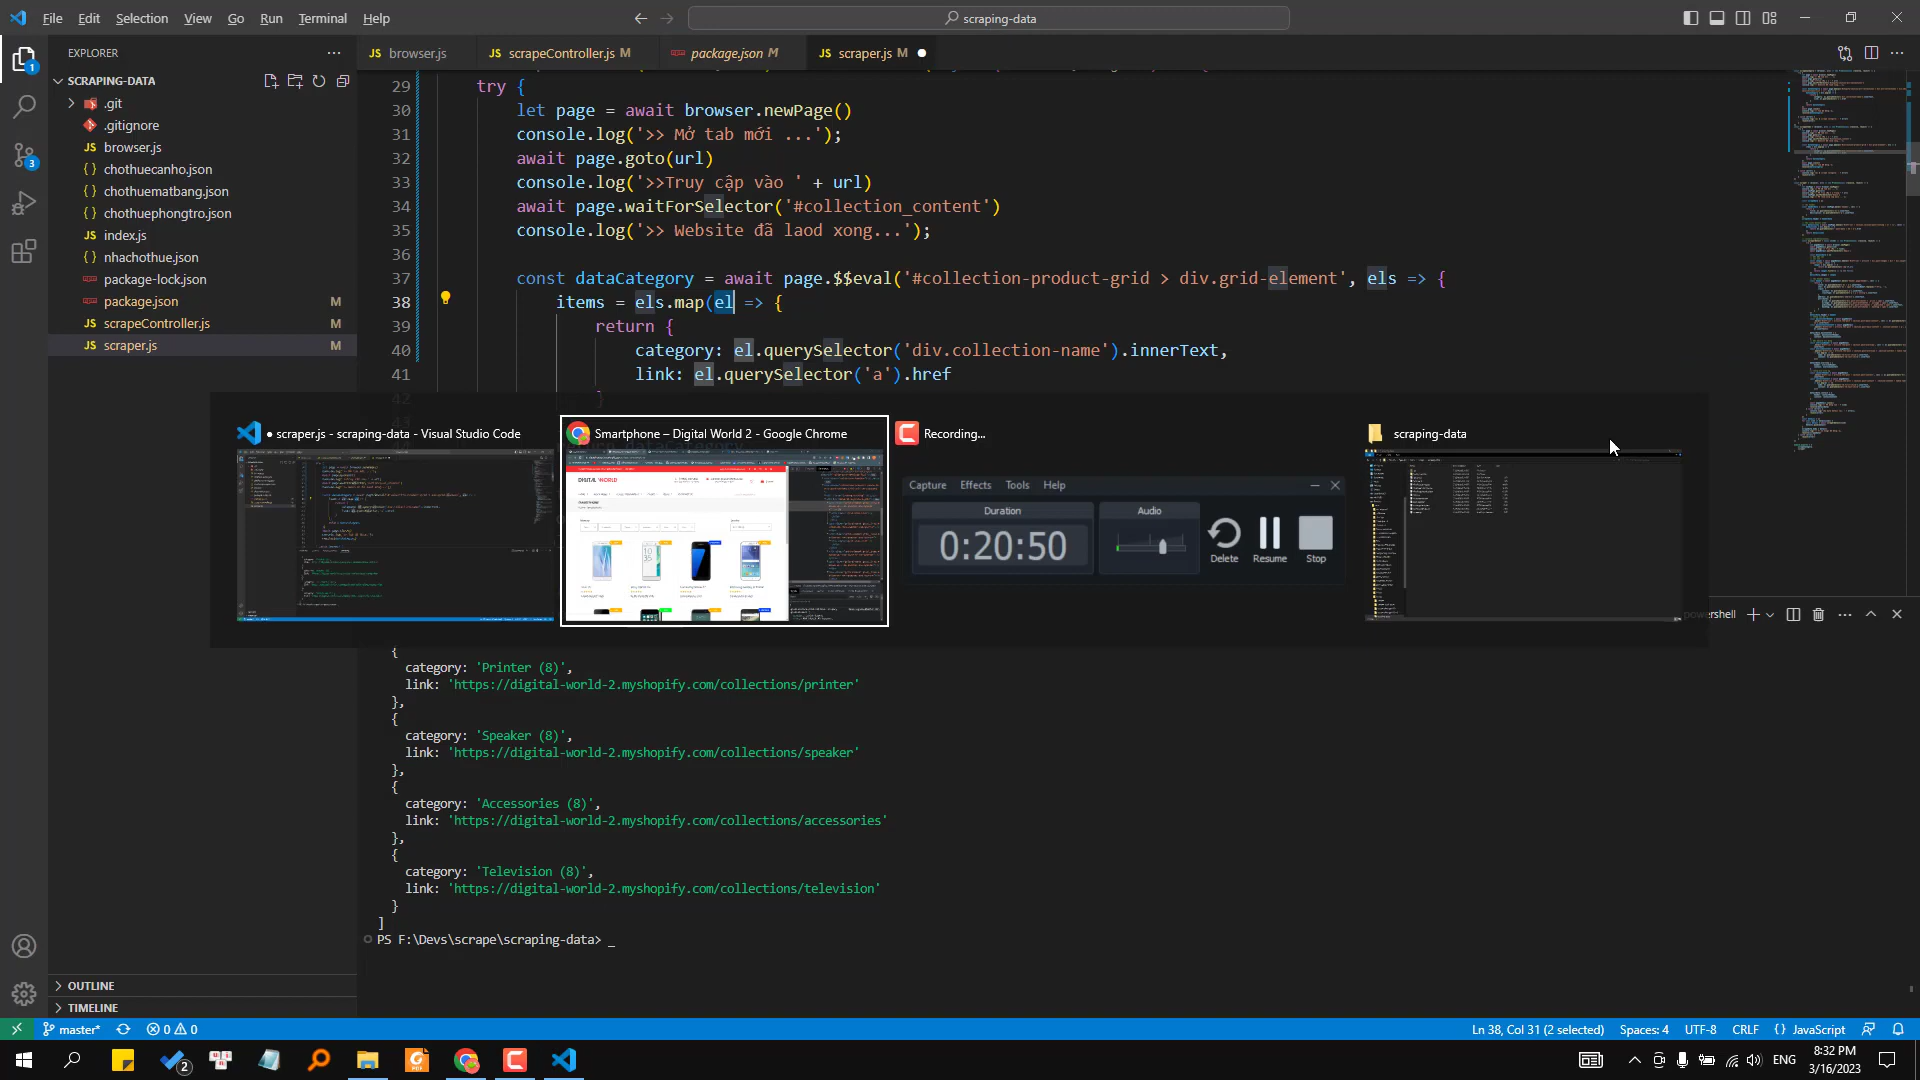 File Edit Selection View Go Run Terminal Help
scraping-data
EXPLORER
browser.js
scrapeController.js M
package.json M
scraper.js M
SCRAPING-DATA
.git
.gitignore
browser.js
chothuecanho.json
chothuematbang.json
chothuephongtro.json
index.js
nhachothue.json
package-lock.json
package.json M
scrapeController.js M
scraper.js M
29 try {
30 let page = await browser.newPage()
31 console.log('>> Mở tab mới ...');
32 await page.goto(url)
33 console.log('>>Truy cập vào ' + url)
34 await page.waitForSelector('#collection_content')
35 console.log('>> Website đã laod xong...');
36
37 const dataCategory = await page.$$eval('#collection-product-grid > div.grid-element', els => {
38 items = els.map(el => {
39 return {
40 category: el.querySelector('div.collection-name').innerText,
41 link: el.querySelector('a').href
42 }
scraper.js - scraping-data - Visual Studio Code
Smartphone – Digital World 2 - Google Chrome
Recording...
scraping-data
DIGITAL WORLD
Capture Effects Tools Help
Duration
0:20:50
Audio
Delete
Resume
Stop
powershell
{
category: 'Printer (8)',
link: 'https://digital-world-2.myshopify.com/collections/printer'
},
{
category: 'Speaker (8)',
link: 'https://digital-world-2.myshopify.com/collections/speaker'
},
{
category: 'Accessories (8)',
link: 'https://digital-world-2.myshopify.com/collections/accessories'
},
{
category: 'Television (8)',
link: 'https://digital-world-2.myshopify.com/collections/television'
}
]
PS F:\Devs\scrape\scraping-data> _
OUTLINE
TIMELINE
master* 0 0
Ln 38, Col 31 (2 selected) Spaces: 4 UTF-8 CRLF {} JavaScript
ENG
8:32 PM
3/16/2023